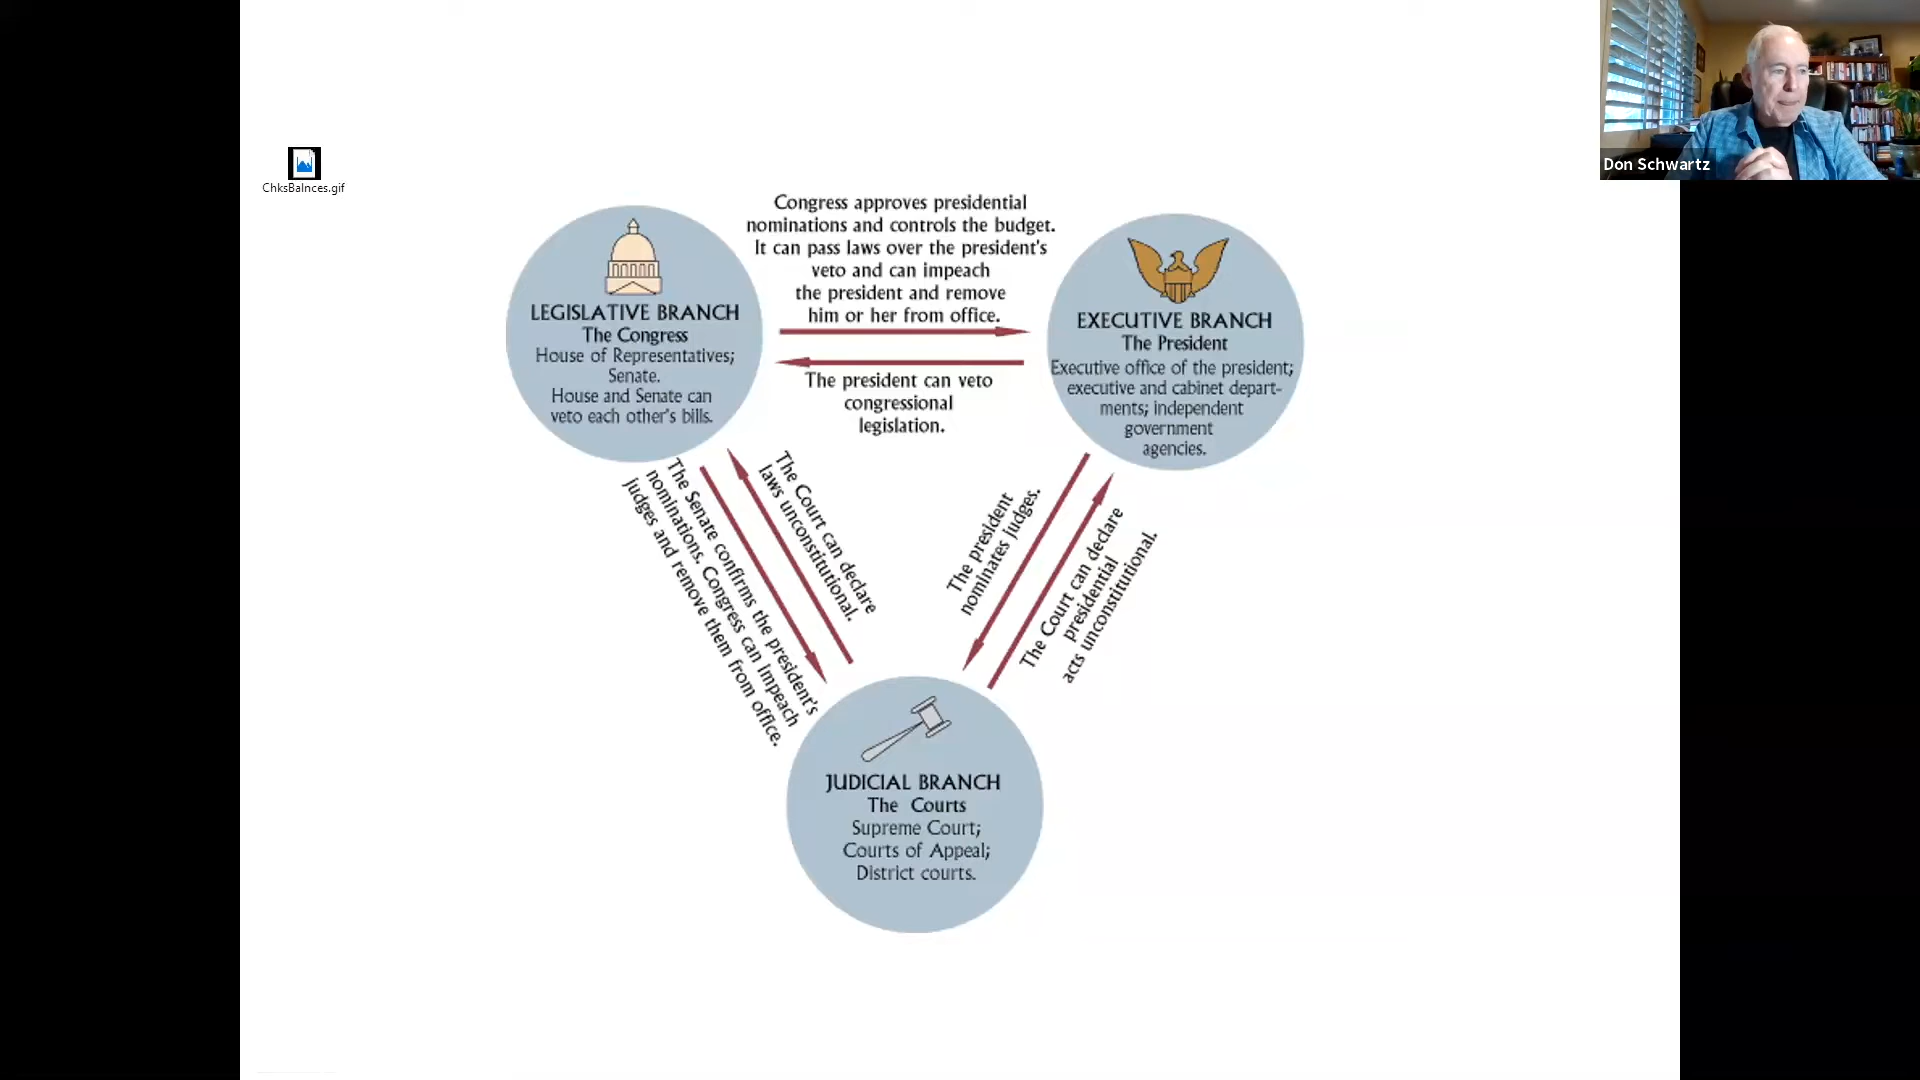 Don Schwartz
ChksBalnces.gif
Congress approves presidential
nominations and controls the budget.
It can pass laws over the president's
veto and can impeach
the president and remove
him or her from office.
LEGISLATIVE BRANCH
The Congress
House of Representatives;
Senate.
House and Senate can
veto each other's bills.
EXECUTIVE BRANCH
The President
Executive office of the president;
executive and cabinet depart-
ments; independent
government
agencies.
The president can veto
congressional
legislation.
The Senate confirms the president's
nominations. Congress can impeach
judges and remove them from office.
The Court can declare
laws unconstitutional.
The president
nominates judges.
The Court can declare
presidential
acts unconstitutional.
JUDICIAL BRANCH
The Courts
Supreme Court;
Courts of Appeal;
District courts.